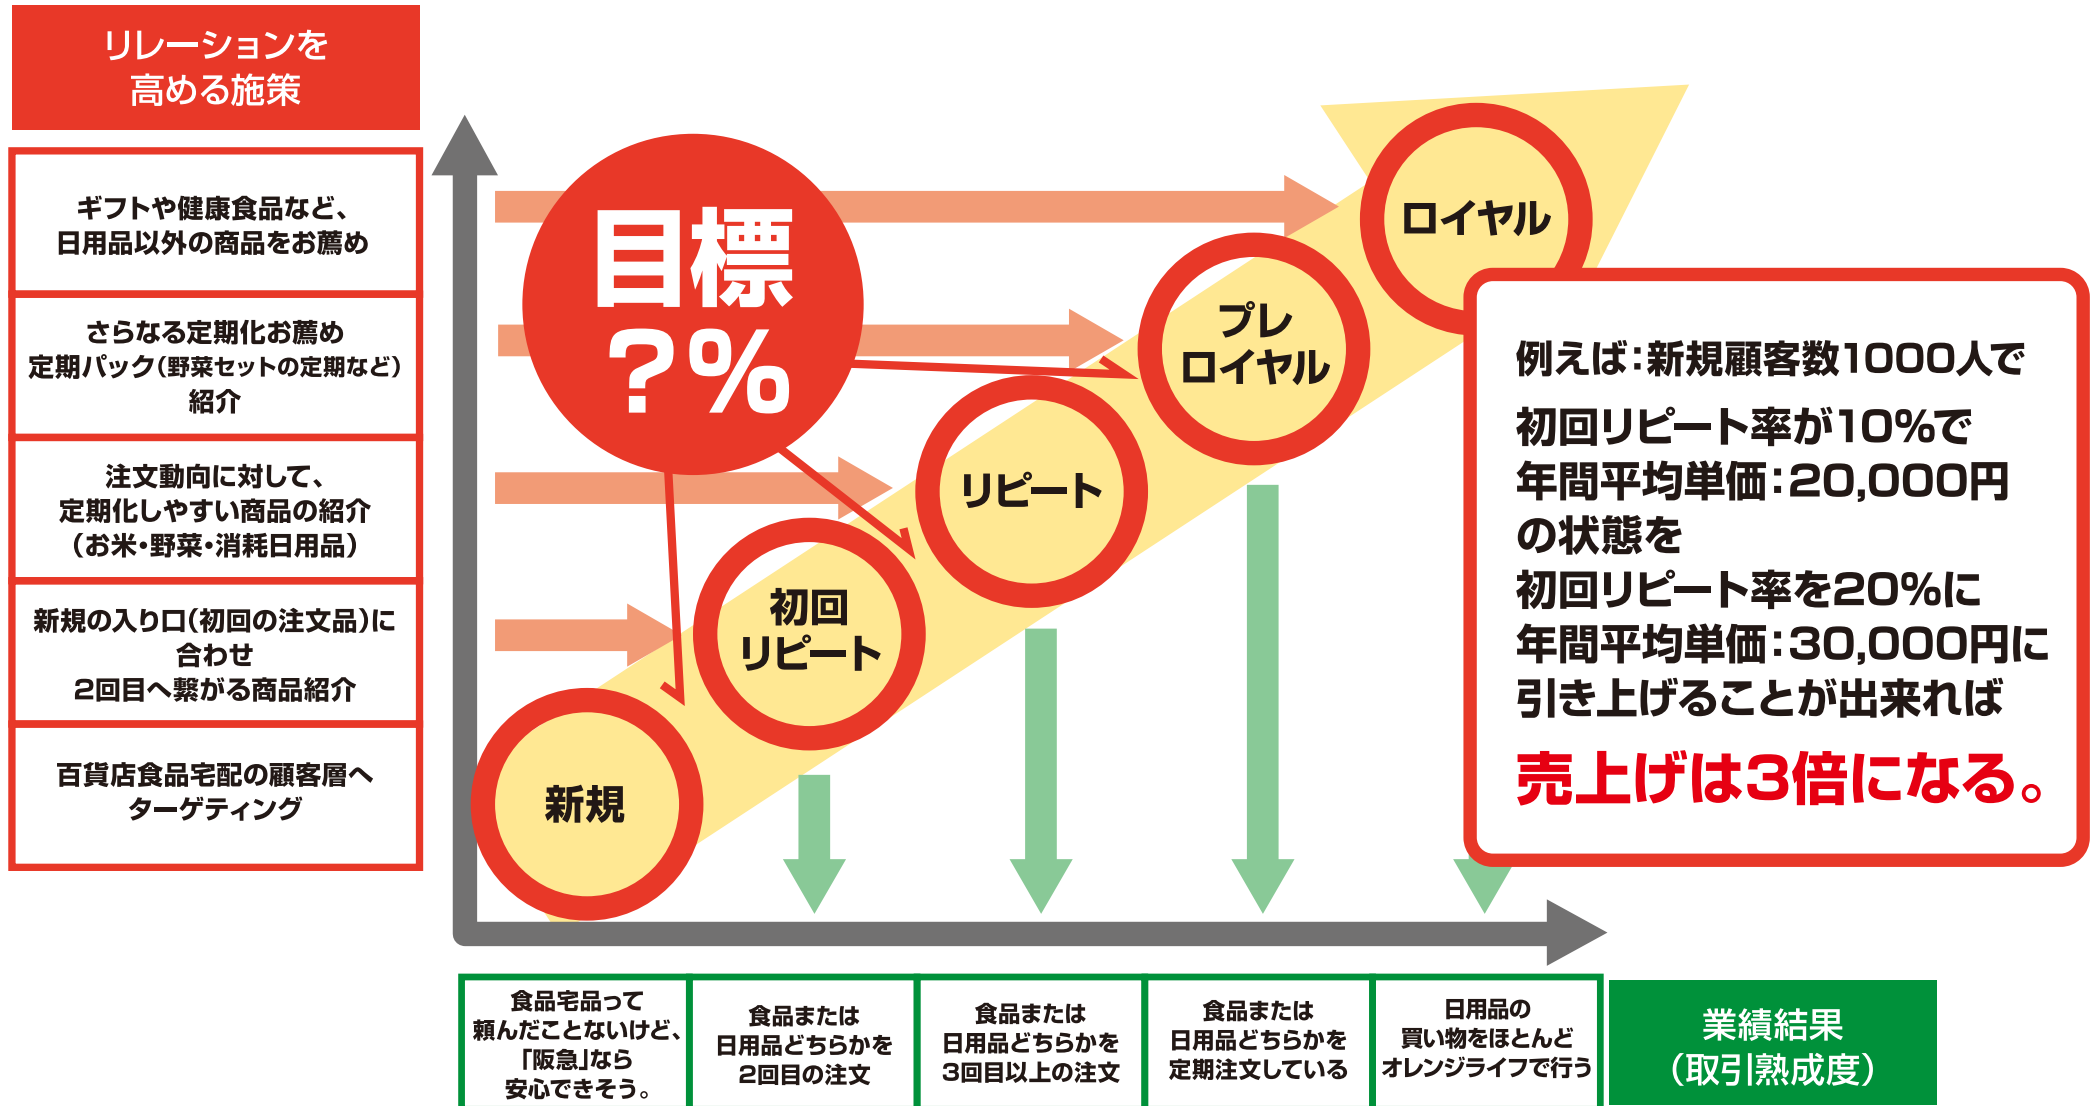 リレーションを
高める施策
ギフトや健康食品など、
日用品以外の商品をお薦め
さらなる定期化お薦め
定期パック（野菜セットの定期など）
紹介
注文動向に対して、
定期化しやすい商品の紹介
（お米・野菜・消耗日用品）
新規の入り口（初回の注文品）に
合わせ
2回目へ繋がる商品紹介
百貨店食品宅配の顧客層へ
ターゲティング
目標
?%
新規
初回
リピート
リピート
プレ
ロイヤル
ロイヤル
例えば：新規顧客数1000人で
初回リピート率が10%で
年間平均単価：20,000円
の状態を
初回リピート率を20%に
年間平均単価：30,000円に
引き上げることが出来れば
売上げは3倍になる。
食品宅品って
頼んだことないけど、
「阪急」なら
安心できそう。
食品または
日用品どちらかを
2回目の注文
食品または
日用品どちらかを
3回目以上の注文
食品または
日用品どちらかを
定期注文している
日用品の
買い物をほとんど
オレンジライフで行う
業績結果
（取引熟成度）